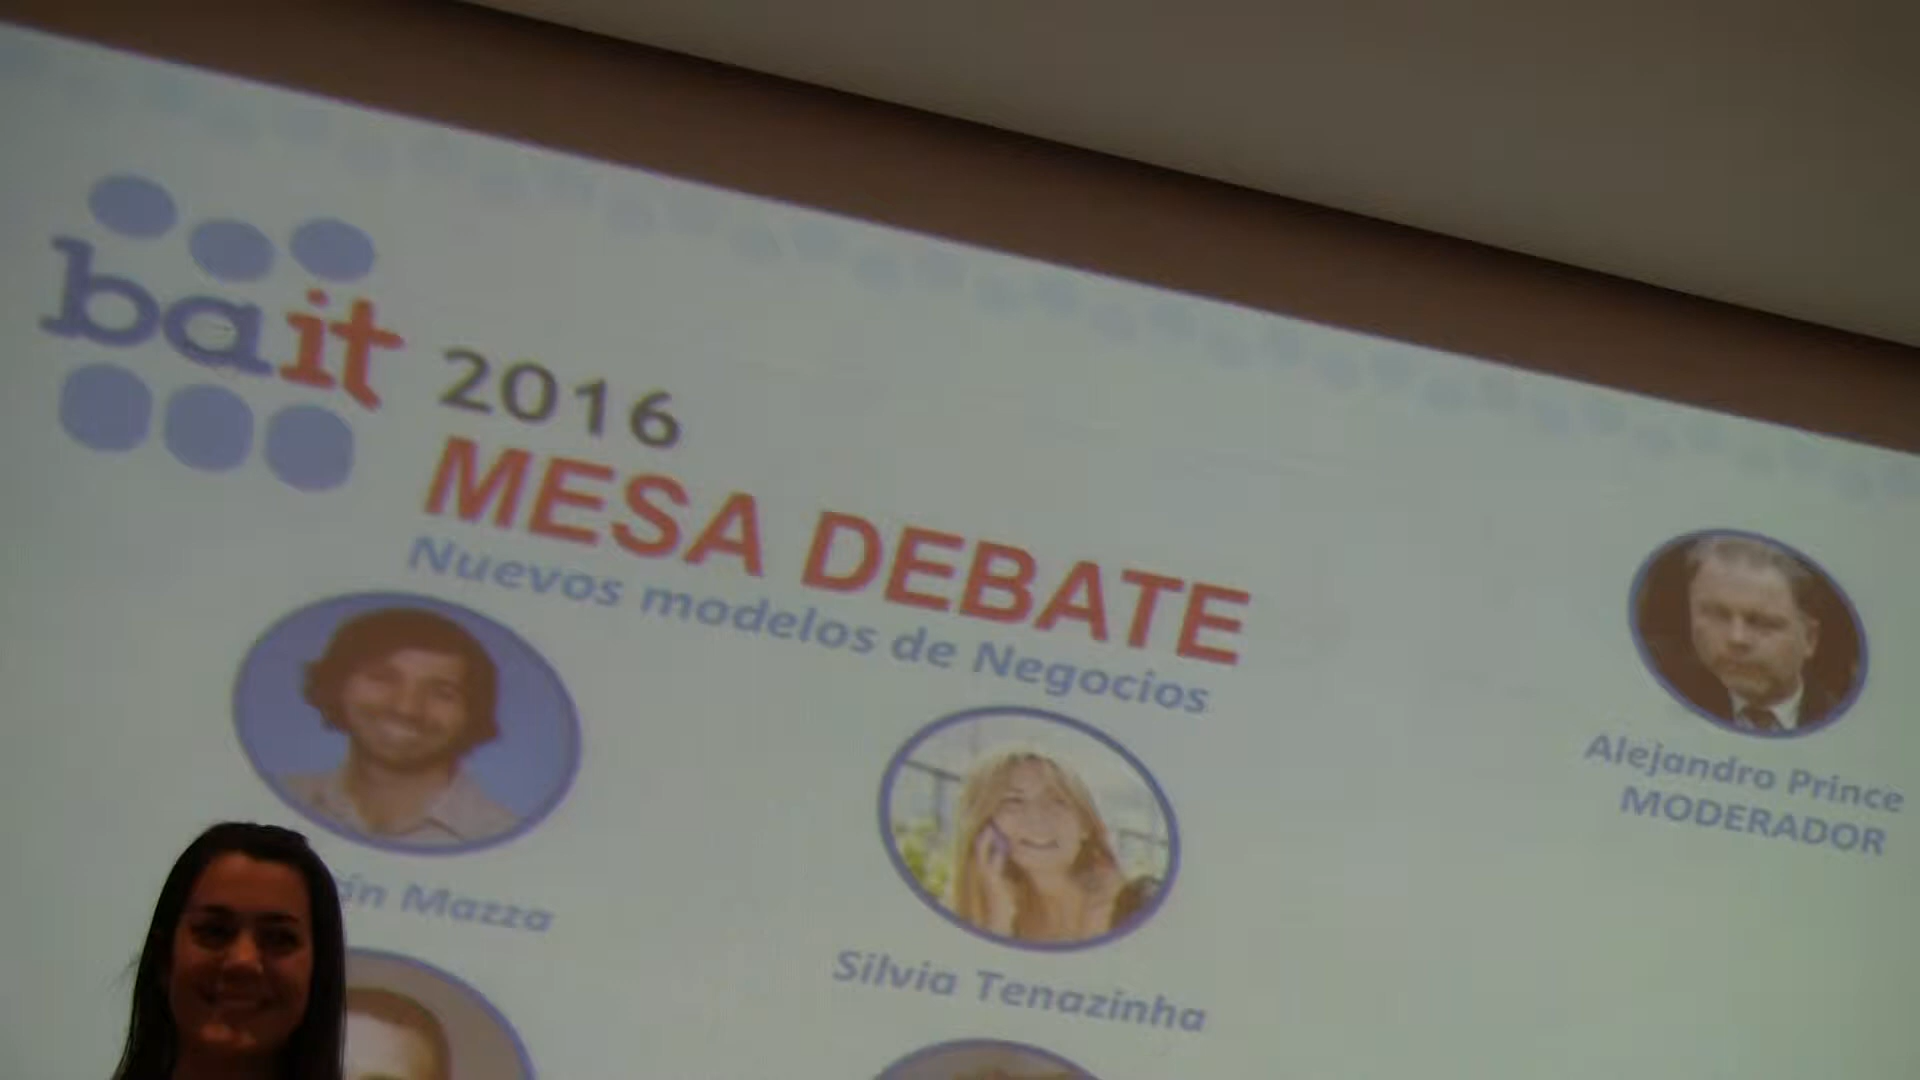 bait 2016
MESA DEBATE
Nuevos modelos de Negocios
Alejandro Prince
MODERADOR
Mazza
Silvia Tenazinha